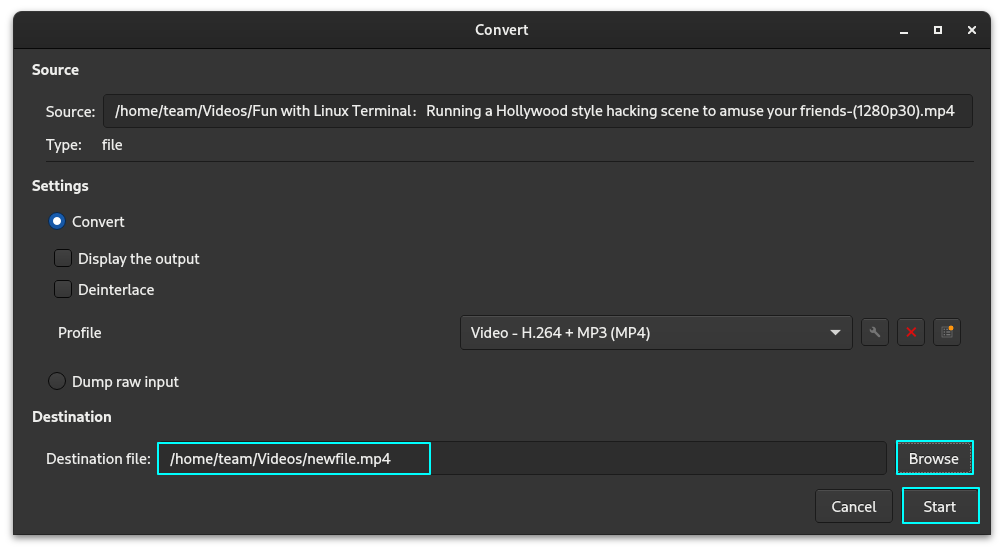 Convert
Source
Source: /home/team/Videos/Fun with Linux Terminal： Running a Hollywood style hacking scene to amuse your friends-(1280p30).mp4
Type: file
Settings
Convert
Display the output
Deinterlace
Profile Video - H.264 + MP3 (MP4)
Dump raw input
Destination
Destination file: /home/team/Videos/newfile.mp4 Browse
Cancel Start